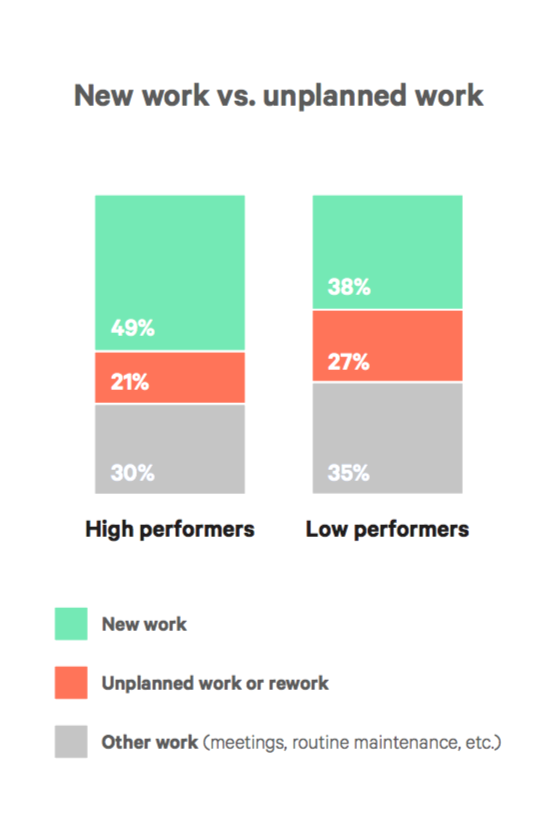 New work vs. unplanned work
49%
21%
30%
38%
27%
35%
High performers
Low performers
New work
Unplanned work or rework
Other work (meetings, routine maintenance, etc.)